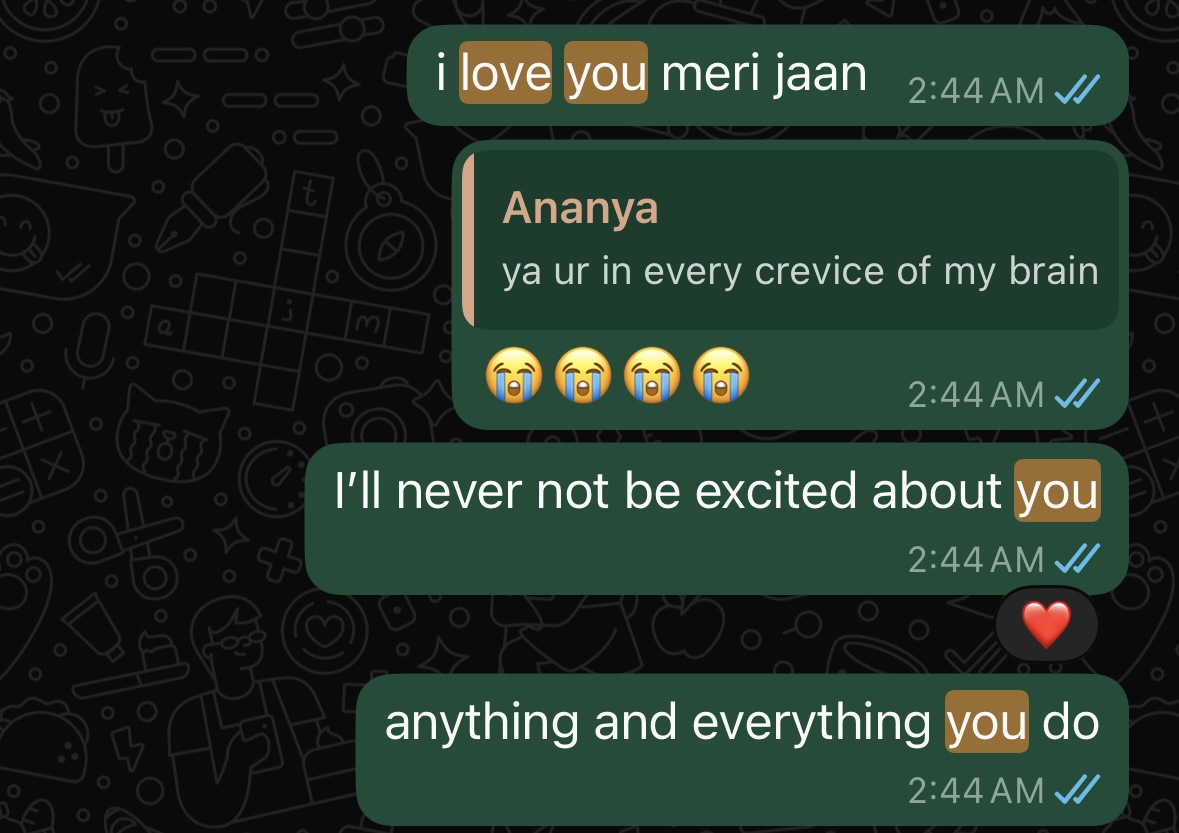 i love you meri jaan
2:44 AM
Ananya
ya ur in every crevice of my brain
😭😭😭😭
2:44 AM
I’ll never not be excited about you
2:44 AM
❤️
anything and everything you do
2:44 AM